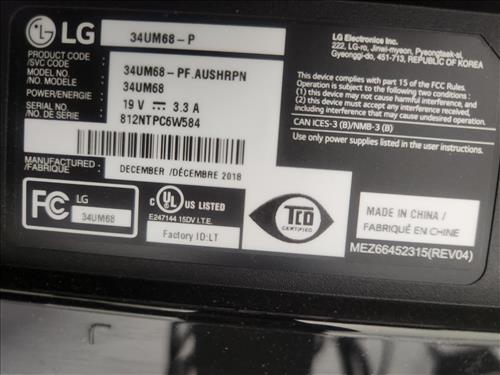 LG 34UM68-P
LG Electronics Inc.
222, LG-ro, Jinwi-myeon, Pyeongtaek-si,
Gyeonggi-do, 451-713, REP. OF KOREA
PRODUCT CODE
/SVC CODE 34UM68-PF.AUSHRPN
MODEL NO.
/MODÈLE NO. 34UM68
POWER/ENERGIE 19 V 3.3 A
SERIAL NO.
/NO. DE SÉRIE 812NTPC6W584
This device complies with part 15 of the FCC Rules.
Operation is subject to the following two conditions :
(1) this device may not cause harmful interference, and
(2) this device must accept any interference received,
including interference that may cause undesired operation.
CAN ICES-3 (B)/NMB-3 (B)
Use only power supplies listed in the user instructions.
MANUFACTURED :
/FABRIQUÉ DECEMBER /DÉCEMBRE 2018
FC LG
34UM68
C UL US LISTED
E247144 15DV I.T.E.
Factory ID:LT
TCO
CERTIFIED
MADE IN CHINA /
FABRIQUÉ EN CHINE
MEZ66452315(REV04)